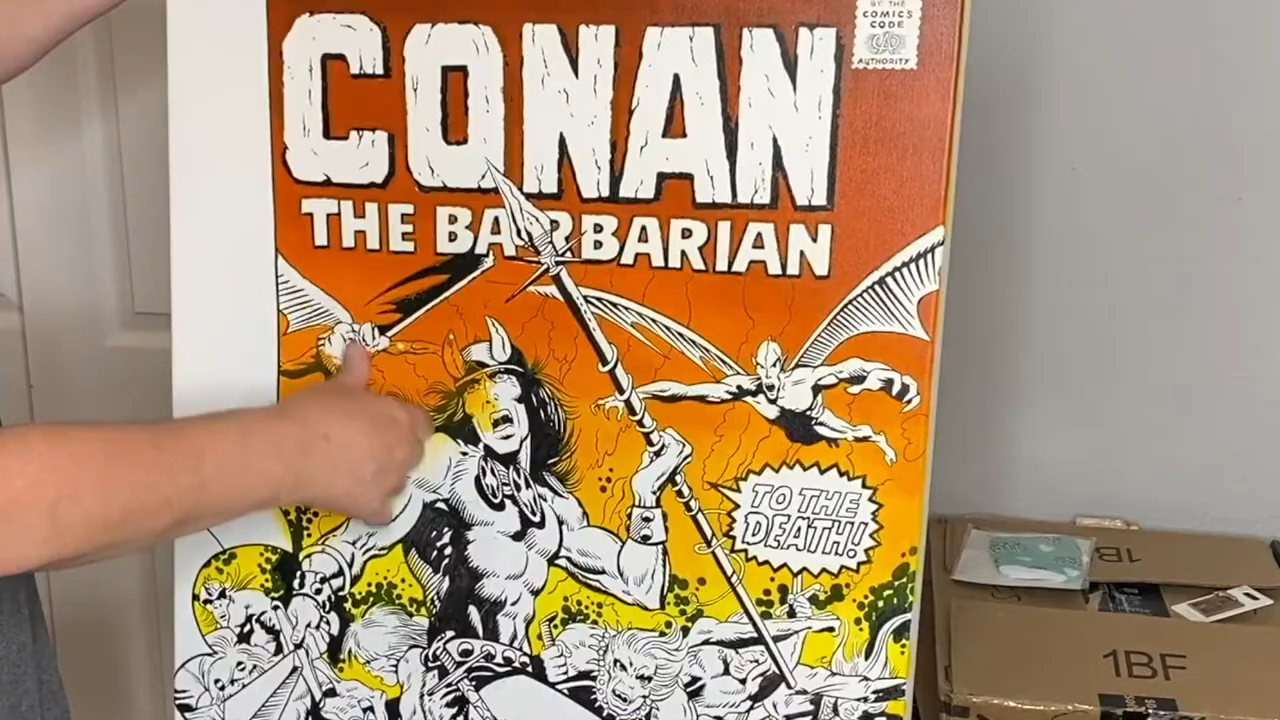 BY THE
COMICS
CODE
AUTHORITY
CONAN
THE BARBARIAN
TO THE
DEATH!
1B
1BF